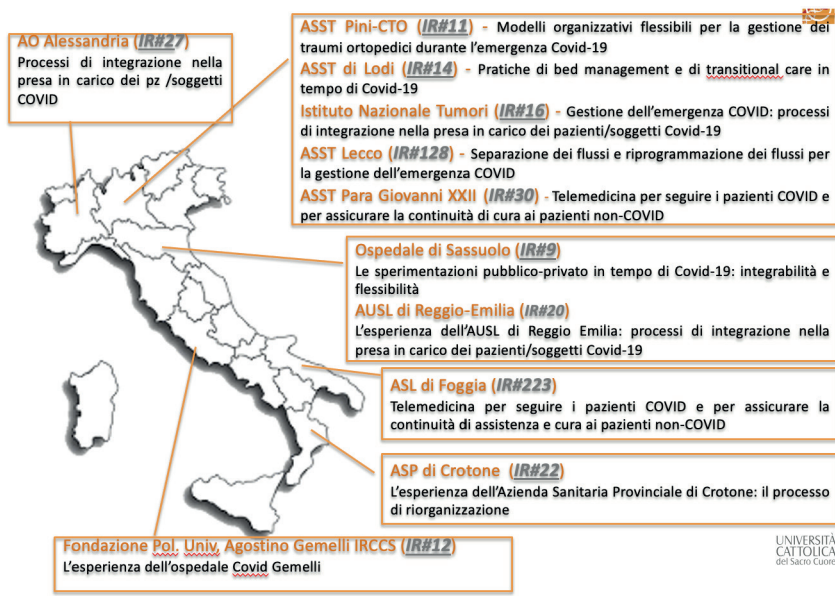 AO Alessandria (IR#27)
Processi di integrazione nella
presa in carico dei pz /soggetti
COVID
ASST Pini-CTO (IR#11) - Modelli organizzativi flessibili per la gestione dei
traumi ortopedici durante l'emergenza Covid-19
ASST di Lodi (IR#14) - Pratiche di bed management e di transitional care in
tempo di Covid-19
Istituto Nazionale Tumori (IR#16) - Gestione dell'emergenza COVID: processi
di integrazione nella presa in carico dei pazienti/soggetti Covid-19
ASST Lecco (IR#128) - Separazione dei flussi e riprogrammazione dei flussi per
la gestione dell'emergenza COVID
ASST Para Giovanni XXII (IR#30) - Telemedicina per seguire i pazienti COVID e
per assicurare la continuità di cura ai pazienti non-COVID
Ospedale di Sassuolo (IR#9)
Le sperimentazioni pubblico-privato in tempo di Covid-19: integrabilità e
flessibilità
AUSL di Reggio-Emilia (IR#20)
L'esperienza dell'AUSL di Reggio Emilia: processi di integrazione nella
presa in carico dei pazienti/soggetti Covid-19
ASL di Foggia (IR#223)
Telemedicina per seguire i pazienti COVID e per assicurare la
continuità di assistenza e cura ai pazienti non-COVID
ASP di Crotone (IR#22)
L'esperienza dell'Azienda Sanitaria Provinciale di Crotone: il processo
di riorganizzazione
Fondazione Pol. Univ, Agostino Gemelli IRCCS (IR#12)
L'esperienza dell'ospedale Covid Gemelli
UNIVERSITÀ
CATTOLICA
del Sacro Cuore